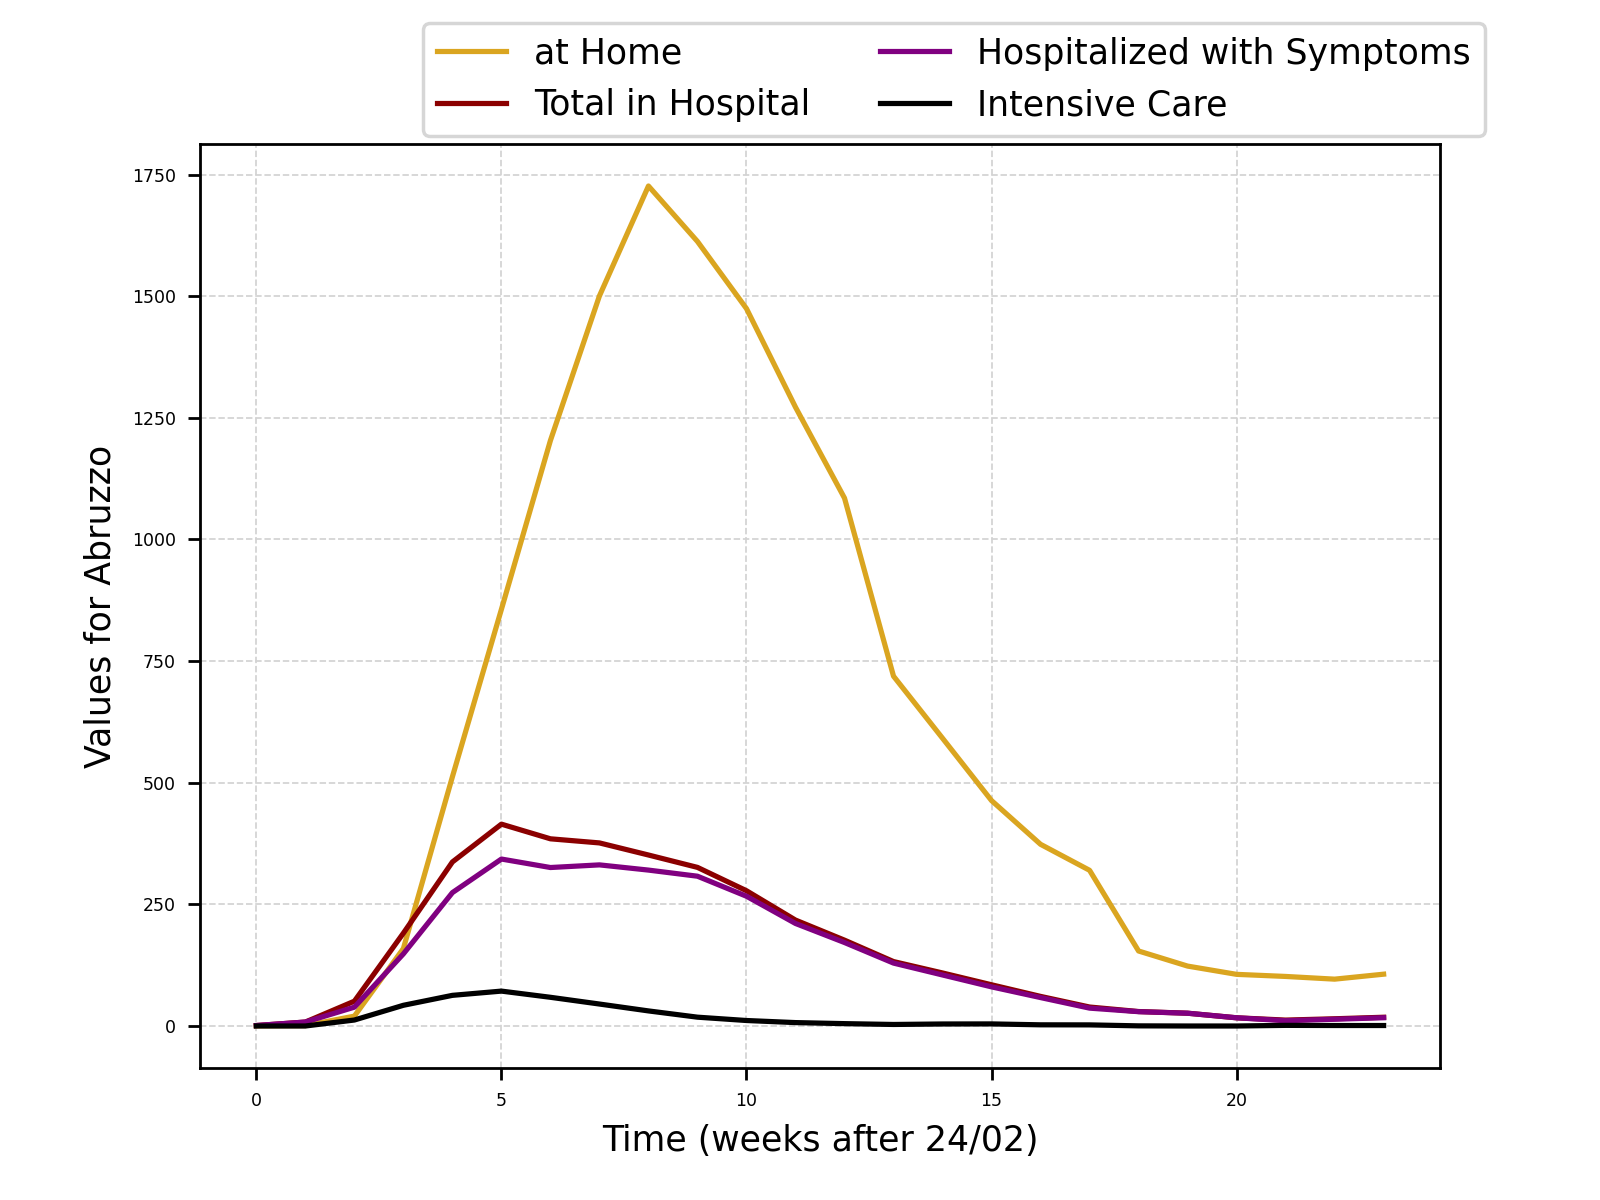 at Home
Total in Hospital
Hospitalized with Symptoms
Intensive Care
1750
1500
1250
1000
750
500
250
0
Values for Abruzzo
0 5 10 15 20
Time (weeks after 24/02)